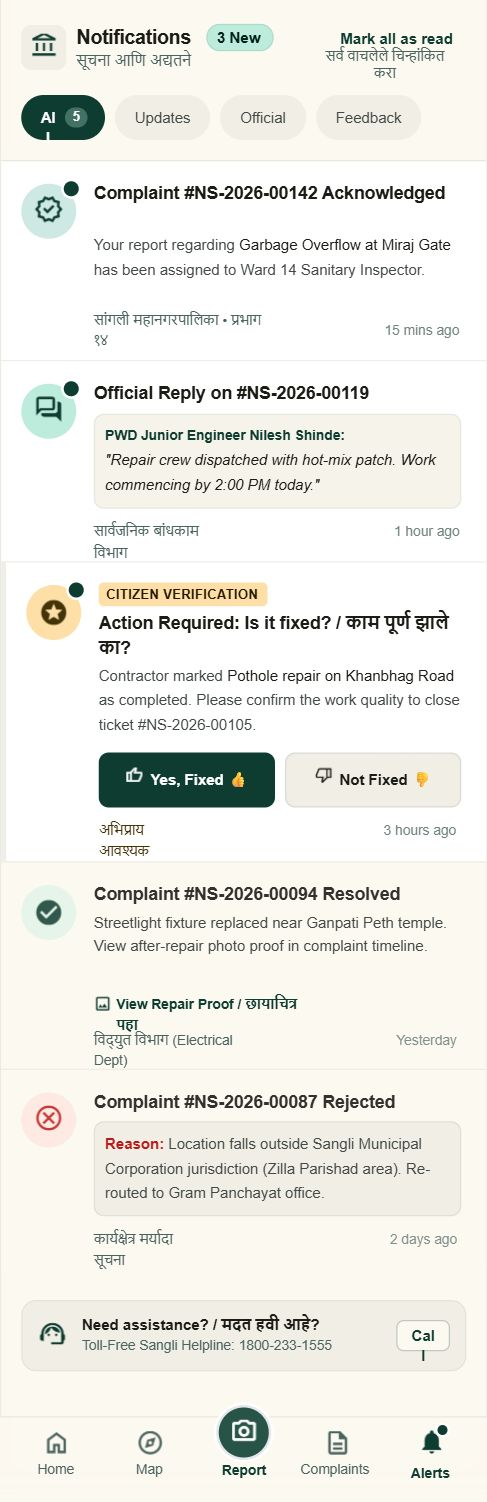 Notifications
3 New
सूचना आणि अद्यतने
Mark all as read
सर्व वाचलेले चिन्हांकित
करा
Al
l
5
Updates
Official
Feedback
Complaint #NS-2026-00142 Acknowledged
Your report regarding Garbage Overflow at Miraj Gate
has been assigned to Ward 14 Sanitary Inspector.
सांगली महानगरपालिका • प्रभाग
१४
15 mins ago
Official Reply on #NS-2026-00119
PWD Junior Engineer Nilesh Shinde:
"Repair crew dispatched with hot-mix patch. Work
commencing by 2:00 PM today."
सार्वजनिक बांधकाम
विभाग
1 hour ago
CITIZEN VERIFICATION
Action Required: Is it fixed? / काम पूर्ण झाले
का?
Contractor marked Pothole repair on Khanbhag Road
as completed. Please confirm the work quality to close
ticket #NS-2026-00105.
Yes, Fixed 👍
Not Fixed 👎
अभिप्राय
आवश्यक
3 hours ago
Complaint #NS-2026-00094 Resolved
Streetlight fixture replaced near Ganpati Peth temple.
View after-repair photo proof in complaint timeline.
View Repair Proof / छायाचित्र
पहा
विद्युत विभाग (Electrical
Dept)
Yesterday
Complaint #NS-2026-00087 Rejected
Reason: Location falls outside Sangli Municipal
Corporation jurisdiction (Zilla Parishad area). Re-
routed to Gram Panchayat office.
कार्यक्षेत्र मर्यादा
सूचना
2 days ago
Need assistance? / मदत हवी आहे?
Toll-Free Sangli Helpline: 1800-233-1555
Cal
l
Home
Map
Report
Complaints
Alerts